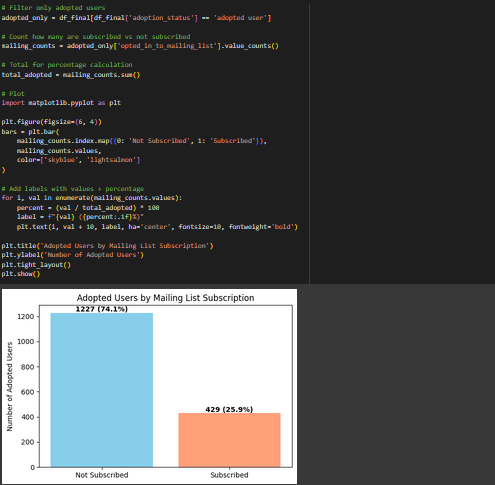 # Filter only adopted users
adopted_only = df_final[df_final['adoption_status'] == 'adopted user']
# Count how many are subscribed vs not subscribed
mailing_counts = adopted_only['opted_in_to_mailing_list'].value_counts()
# Total for percentage calculation
total_adopted = mailing_counts.sum()
# Plot
import matplotlib.pyplot as plt
plt.figure(figsize=(6, 4))
bars = plt.bar(
    mailing_counts.index.map({0: 'Not Subscribed', 1: 'Subscribed'}),
    mailing_counts.values,
    color=['skyblue', 'lightsalmon']
)
# Add labels with values + percentage
for i, val in enumerate(mailing_counts.values):
    percent = (val / total_adopted) * 100
    label = f"{val} ({percent:.1f}%)"
    plt.text(i, val + 10, label, ha='center', fontsize=10, fontweight='bold')
plt.title('Adopted Users by Mailing List Subscription')
plt.ylabel('Number of Adopted Users')
plt.tight_layout()
plt.show()
Adopted Users by Mailing List Subscription
1227 (74.1%)
1200
1000
800
600
400
200
0
Number of Adopted Users
429 (25.9%)
Not Subscribed
Subscribed